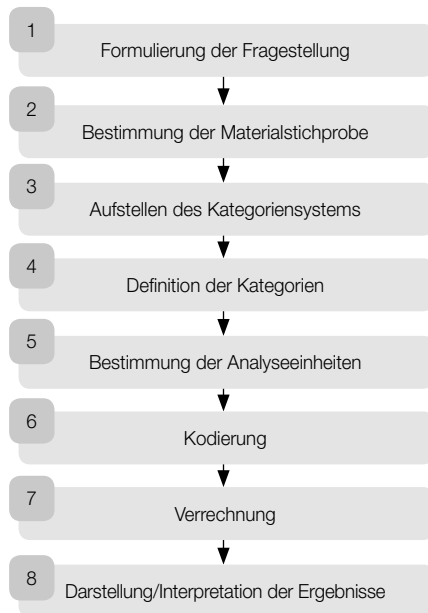 1
Formulierung der Fragestellung
2
Bestimmung der Materialstichprobe
3
Aufstellen des Kategoriensystems
4
Definition der Kategorien
5
Bestimmung der Analyseeinheiten
6
Kodierung
7
Verrechnung
8
Darstellung/Interpretation der Ergebnisse